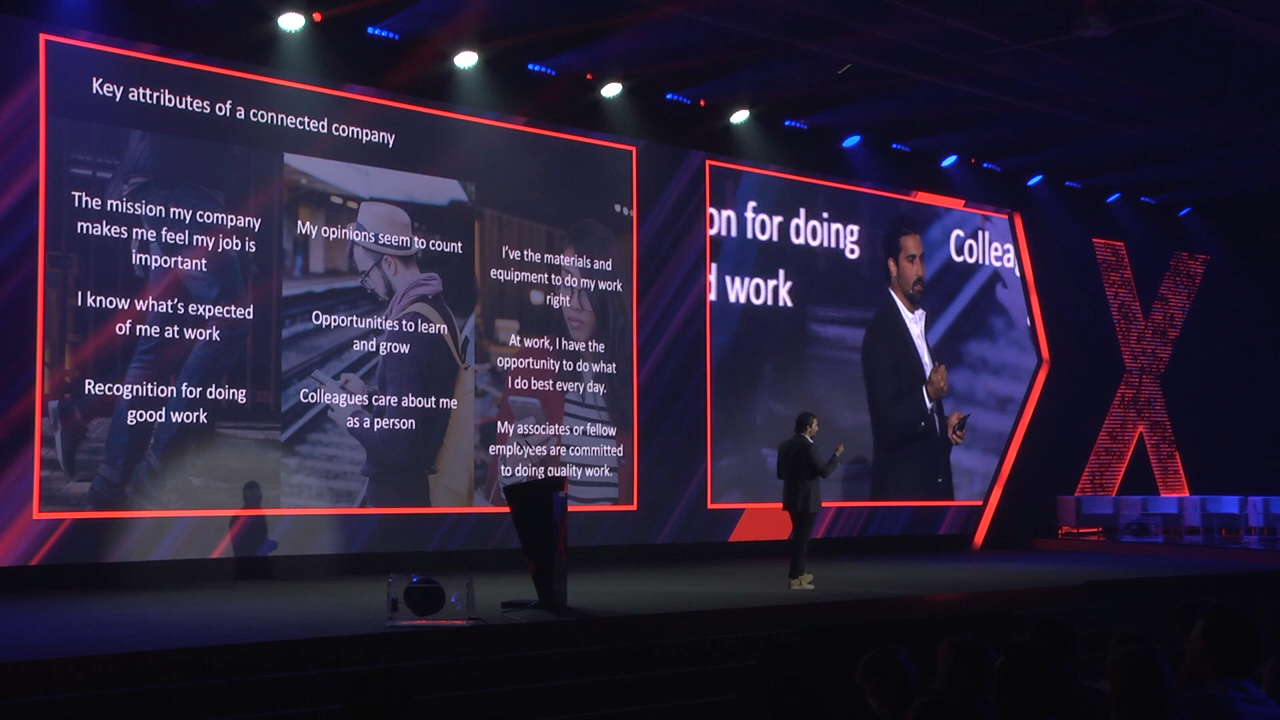 Key attributes of a connected company
The mission my company
makes me feel my job is
important
I know what's expected
of me at work
Recognition for doing
good work
My opinions seem to count
Opportunities to learn
and grow
Colleagues care about me
as a person
I've the materials and
equipment to do my work
right
At work, I have the
opportunity to do what
I do best every day.
My associates or fellow
employees are committed
to doing quality work.
on for doing
d work
Colleag
X